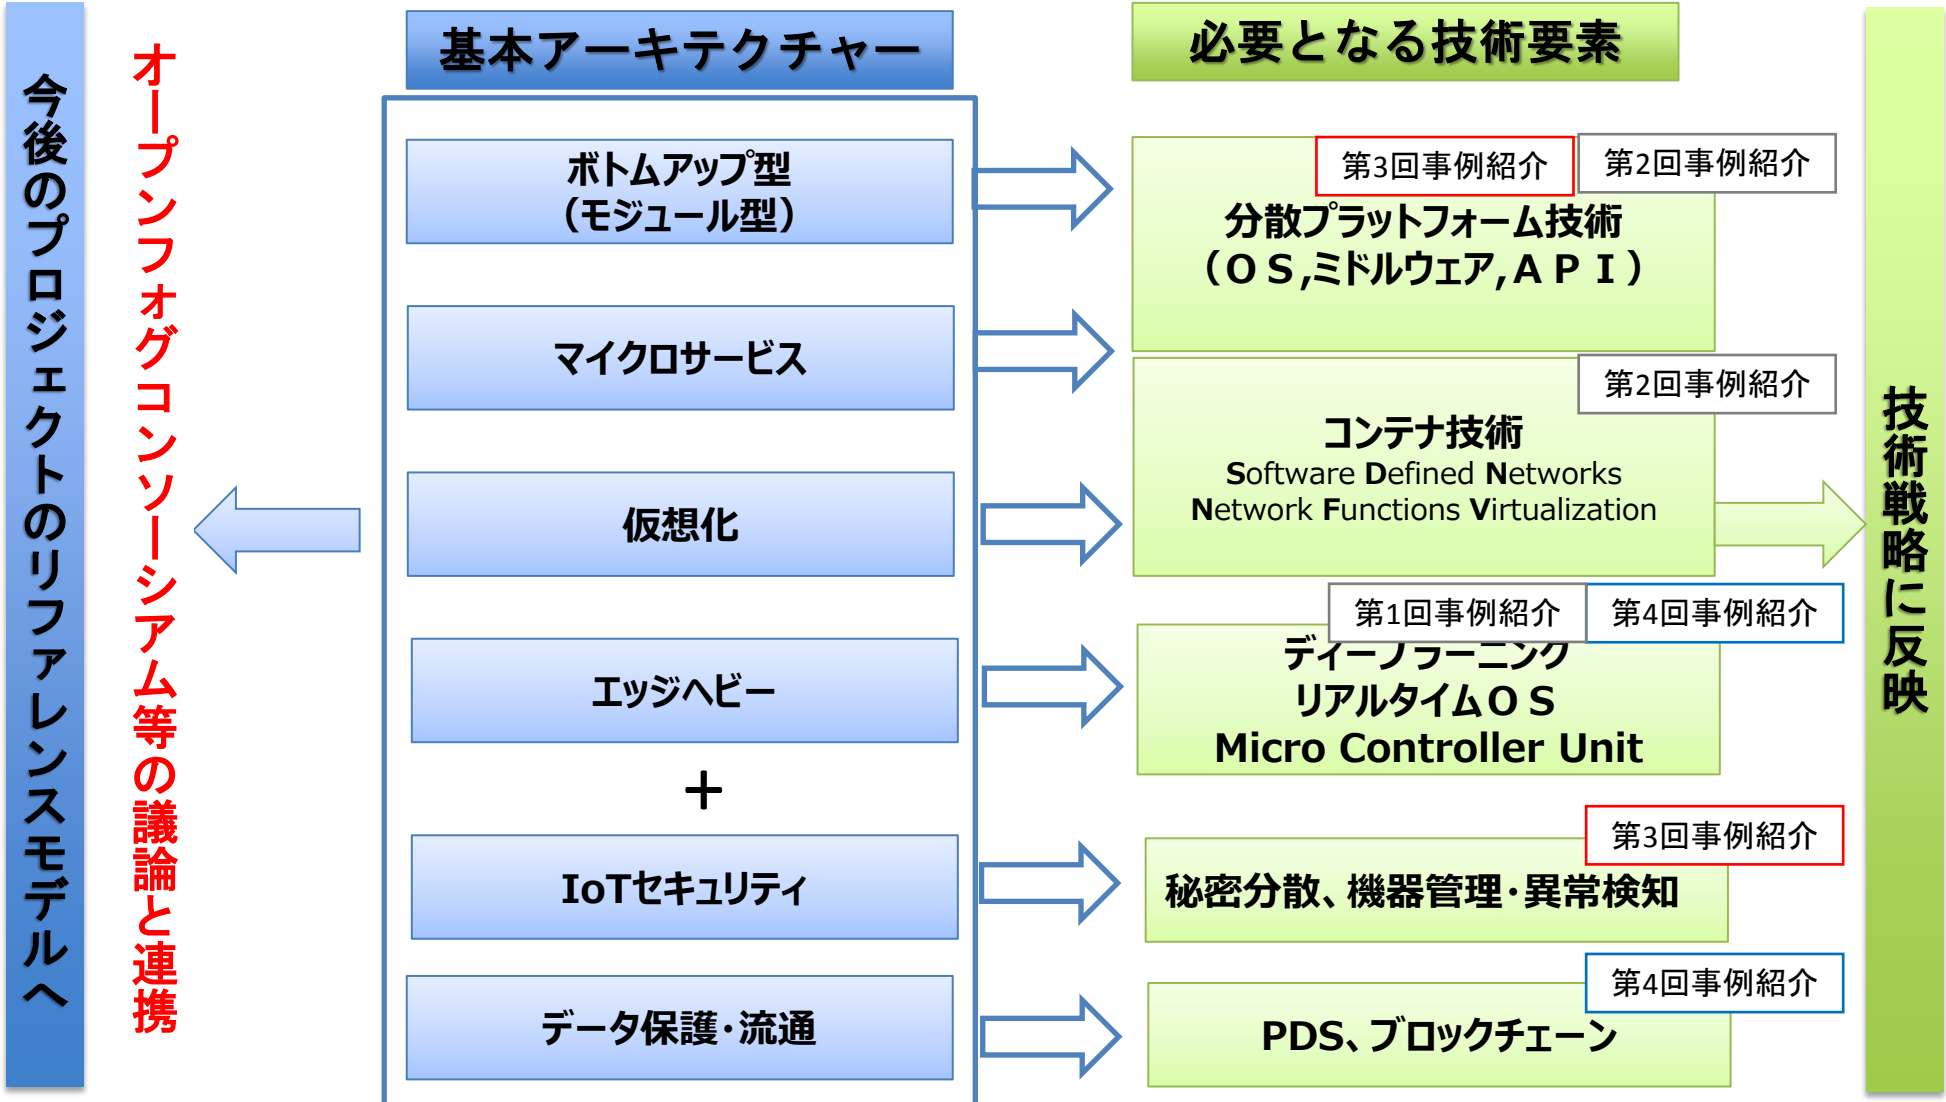 今後のプロジェクトのリファレンスモデルへ
オープンフォグコンソーシアム等の議論と連携
基本アーキテクチャー
ボトムアップ型
（モジュール型）
マイクロサービス
仮想化
エッジヘビー
＋
IoTセキュリティ
データ保護・流通
必要となる技術要素
第3回事例紹介
第2回事例紹介
分散プラットフォーム技術
（ＯＳ,ミドルウェア,ＡＰＩ）
第2回事例紹介
コンテナ技術
Software Defined Networks
Network Functions Virtualization
第1回事例紹介
第4回事例紹介
ディープラーニング
リアルタイムＯＳ
Micro Controller Unit
第3回事例紹介
秘密分散、機器管理・異常検知
第4回事例紹介
PDS、ブロックチェーン
技術戦略に反映